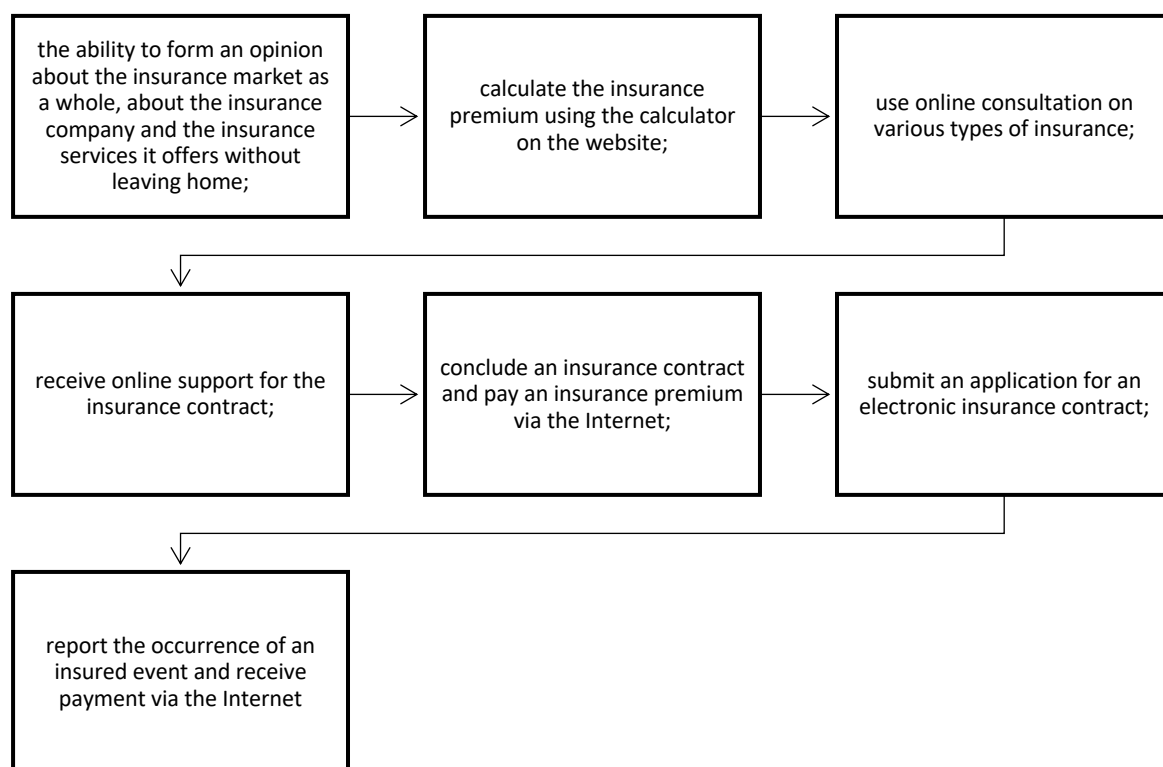 the ability to form an opinion
about the insurance market as
a whole, about the insurance
company and the insurance
services it offers without
leaving home;
calculate the insurance
premium using the calculator
on the website;
use online consultation on
various types of insurance;
receive online support for the
insurance contract;
conclude an insurance contract
and pay an insurance premium
via the Internet;
submit an application for an
electronic insurance contract;
report the occurrence of an
insured event and receive
payment via the Internet